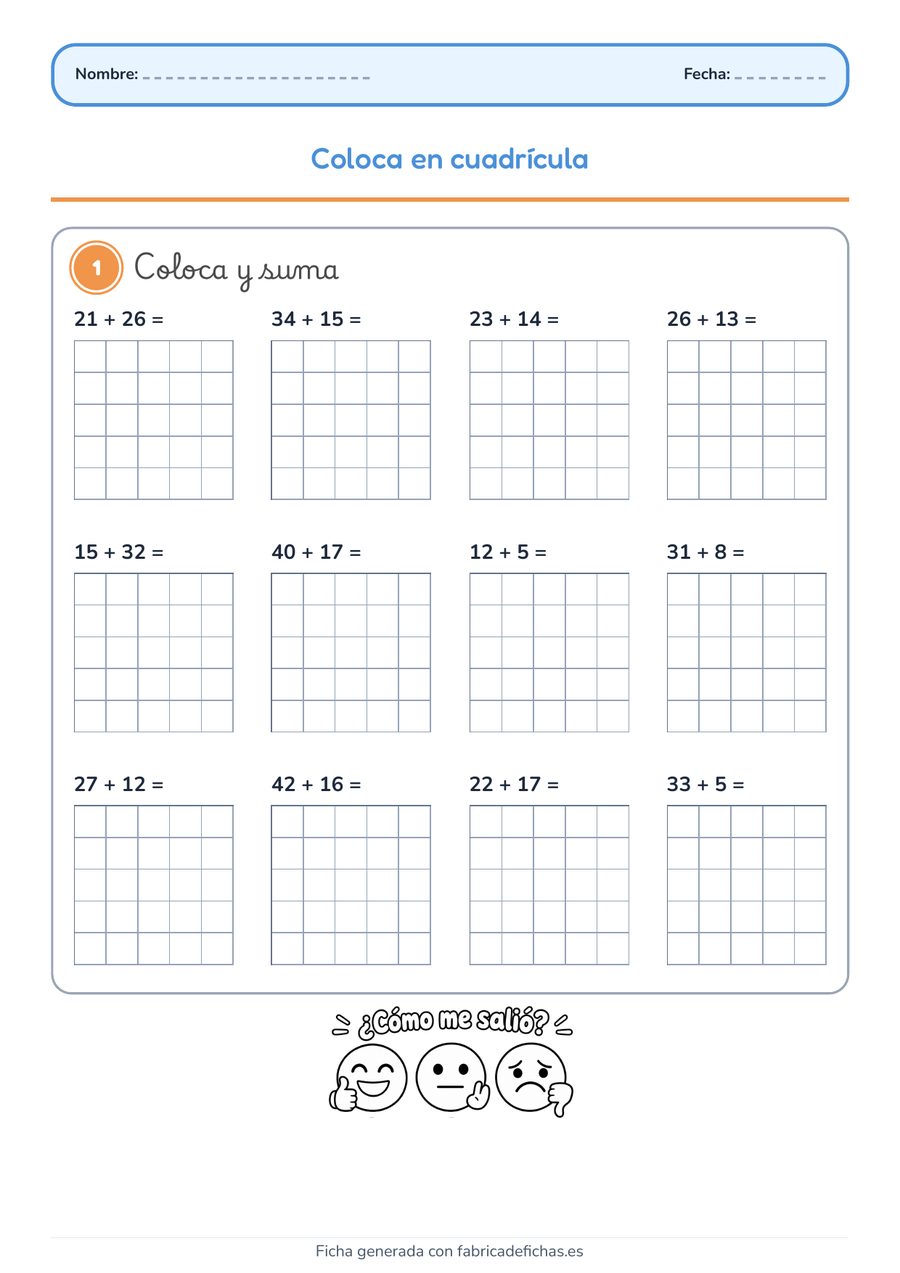 Nombre: Fecha:
Coloca en cuadrícula
1 Coloca y suma
21 + 26 = 34 + 15 = 23 + 14 = 26 + 13 =
15 + 32 = 40 + 17 = 12 + 5 = 31 + 8 =
27 + 12 = 42 + 16 = 22 + 17 = 33 + 5 =
¿Cómo me salió?
Ficha generada con fabricadefichas.es